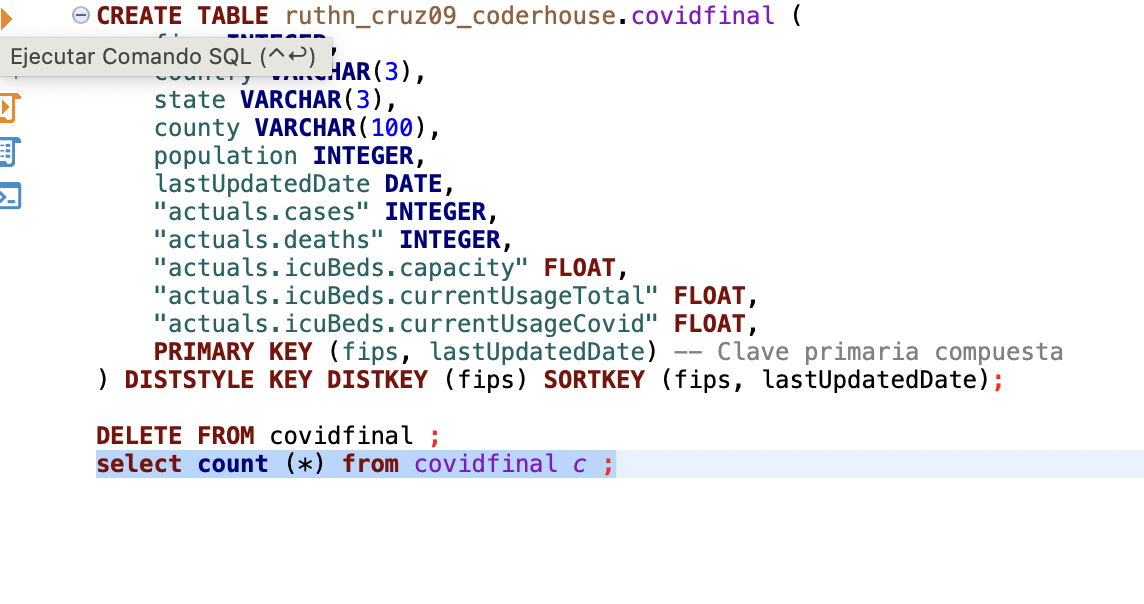 CREATE TABLE ruthn_cruz09_coderhouse.covidfinal (
INTEGER,
Ejecutar Comando SQL (^↩)
country VARCHAR(3),
state VARCHAR(3),
county VARCHAR(100),
population INTEGER,
lastUpdatedDate DATE,
"actuals.cases" INTEGER,
"actuals.deaths" INTEGER,
"actuals.icuBeds.capacity" FLOAT,
"actuals.icuBeds.currentUsageTotal" FLOAT,
"actuals.icuBeds.currentUsageCovid" FLOAT,
PRIMARY KEY (fips, lastUpdatedDate) -- Clave primaria compuesta
) DISTSTYLE KEY DISTKEY (fips) SORTKEY (fips, lastUpdatedDate);
DELETE FROM covidfinal ;
select count (*) from covidfinal c ;